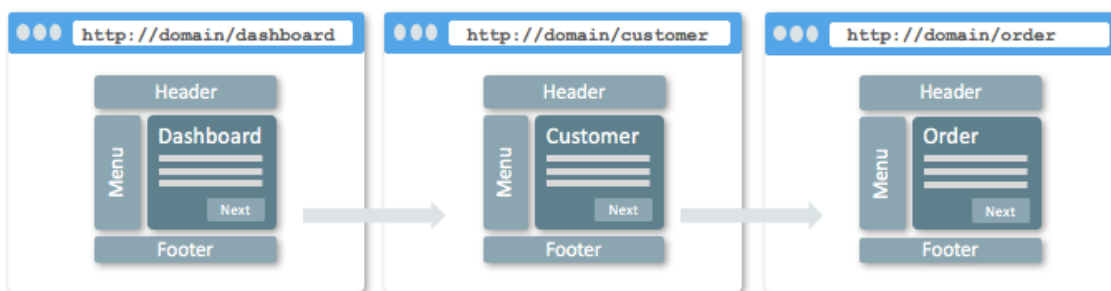 http://domain/dashboard
Header
Menu
Dashboard
Next
Footer
http://domain/customer
Header
Menu
Customer
Next
Footer
http://domain/order
Header
Menu
Order
Next
Footer